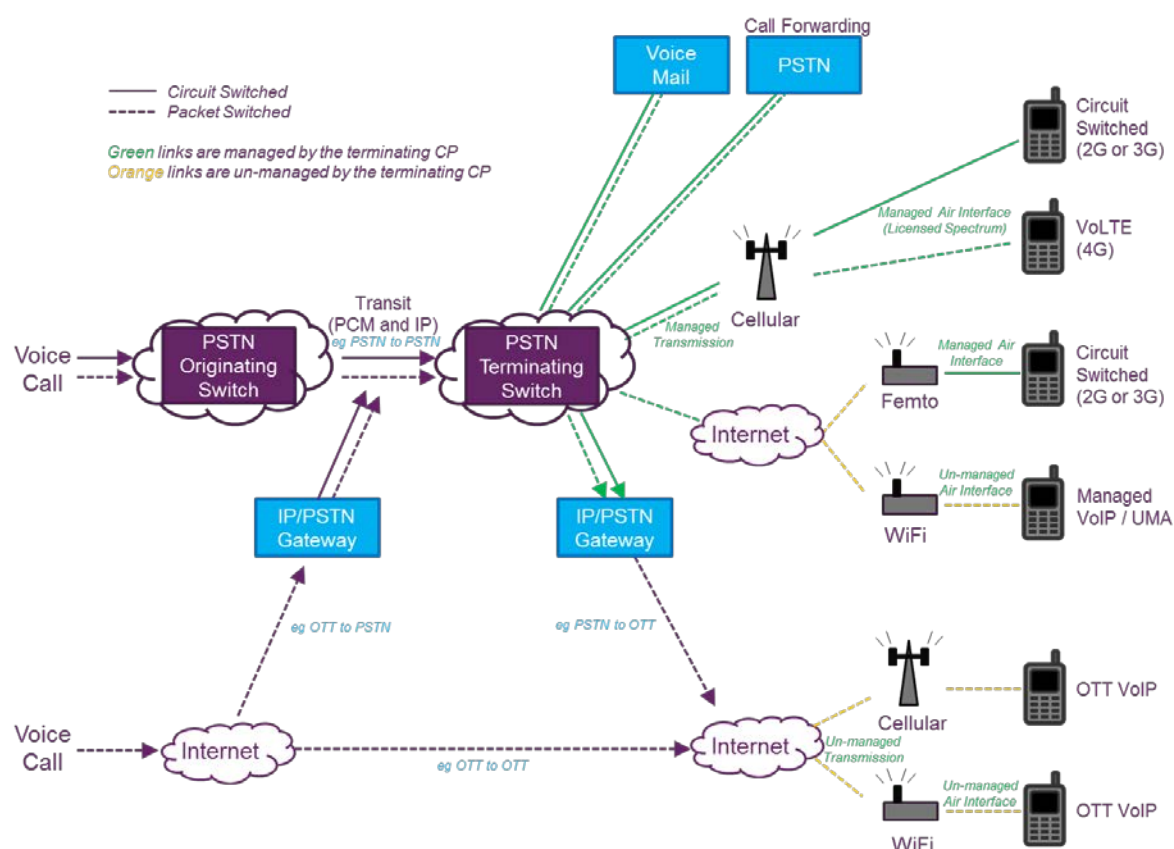 Call Forwarding
Voice
Mail
PSTN
Circuit Switched
Packet Switched
Green links are managed by the terminating CP
Orange links are un-managed by the terminating CP
Circuit
Switched
(2G or 3G)
Managed Air Interface
(Licensed Spectrum)
VoLTE
(4G)
Cellular
Managed
Transmission
Voice
Call
PSTN
Originating
Switch
Transit
(PCM and IP)
eg PSTN to PSTN
PSTN
Terminating
Switch
Internet
Managed Air
Interface
Femto
Circuit
Switched
(2G or 3G)
Un-managed
Air Interface
WiFi
Managed
VoIP / UMA
IP/PSTN
Gateway
IP/PSTN
Gateway
eg OTT to PSTN
eg PSTN to OTT
Voice
Call
Internet
eg OTT to OTT
Internet
Cellular
OTT VoIP
Un-managed
Transmission
Un-managed
Air Interface
WiFi
OTT VoIP